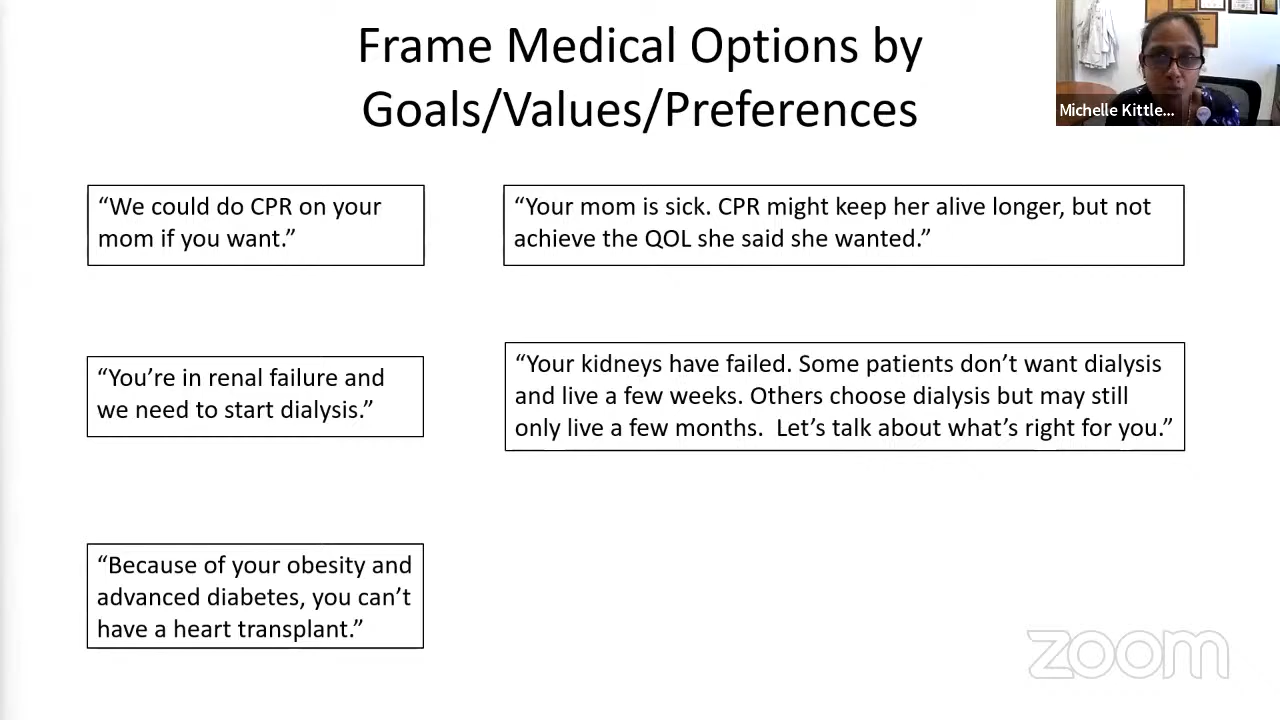 Frame Medical Options by
Goals/Values/Preferences
Michelle Kittle...
“We could do CPR on your
mom if you want.”
“Your mom is sick. CPR might keep her alive longer, but not
achieve the QOL she said she wanted.”
“You’re in renal failure and
we need to start dialysis.”
“Your kidneys have failed. Some patients don’t want dialysis
and live a few weeks. Others choose dialysis but may still
only live a few months.  Let’s talk about what’s right for you.”
“Because of your obesity and
advanced diabetes, you can’t
have a heart transplant.”
zoom